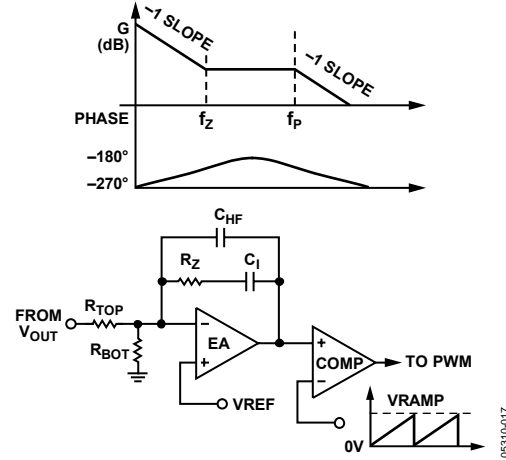 G
(dB)
–1 SLOPE
–1 SLOPE
PHASE
fZ
fP
–180°
–270°
CHF
RZ
CI
FROM
VOUT
RTOP
RBOT
–
+
EA
VREF
+
–
COMP
TO PWM
VRAMP
0V
05310-017